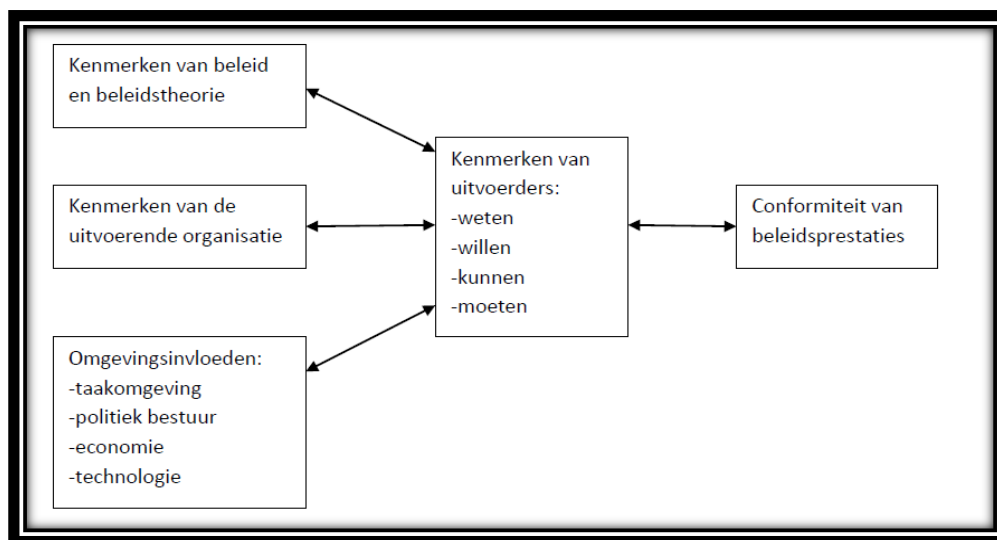 Kenmerken van beleid
en beleidstheorie
Kenmerken van de
uitvoerende organisatie
Omgevingsinvloeden:
-taakomgeving
-politiek bestuur
-economie
-technologie
Kenmerken van
uitvoerders:
-weten
-willen
-kunnen
-moeten
Conformiteit van
beleidsprestaties